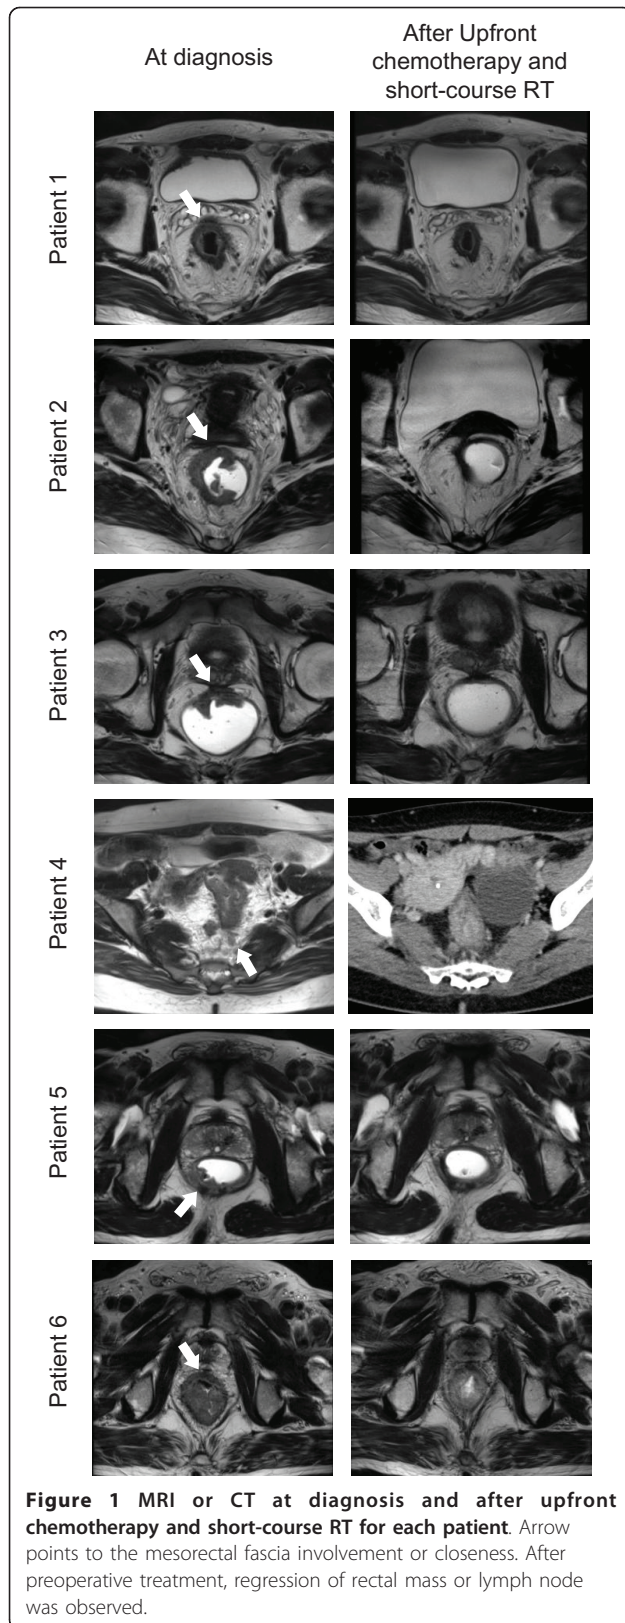 At diagnosis
After Upfront
chemotherapy and
short-course RT
Patient 1
Patient 2
Patient 3
Patient 4
Patient 5
Patient 6
Figure 1 MRI or CT at diagnosis and after upfront
chemotherapy and short-course RT for each patient. Arrow
points to the mesorectal fascia involvement or closeness. After
preoperative treatment, regression of rectal mass or lymph node
was observed.